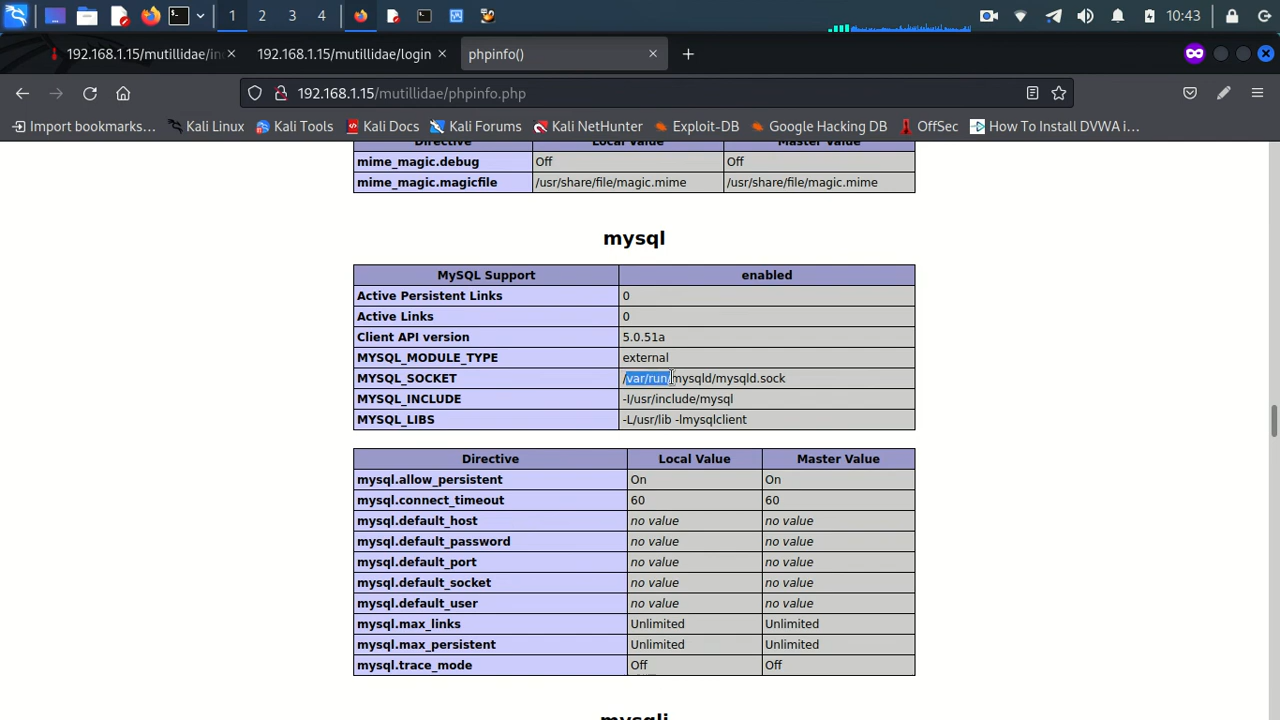 1 2 3 4 10:43
192.168.1.15/mutillidae/in 192.168.1.15/mutillidae/login phpinfo()
192.168.1.15/mutillidae/phpinfo.php
Import bookmarks… Kali Linux Kali Tools Kali Docs Kali Forums Kali NetHunter Exploit-DB Google Hacking DB OffSec How To Install DVWA i…
Directive Local Value Master Value
mime_magic.debug Off Off
mime_magic.magicfile /usr/share/file/magic.mime /usr/share/file/magic.mime
mysql
MySQL Support enabled
Active Persistent Links 0
Active Links 0
Client API version 5.0.51a
MYSQL_MODULE_TYPE external
MYSQL_SOCKET /var/run/mysqld/mysqld.sock
MYSQL_INCLUDE -I/usr/include/mysql
MYSQL_LIBS -L/usr/lib -lmysqlclient
Directive Local Value Master Value
mysql.allow_persistent On On
mysql.connect_timeout 60 60
mysql.default_host no value no value
mysql.default_password no value no value
mysql.default_port no value no value
mysql.default_socket no value no value
mysql.default_user no value no value
mysql.max_links Unlimited Unlimited
mysql.max_persistent Unlimited Unlimited
mysql.trace_mode Off Off
mysqli